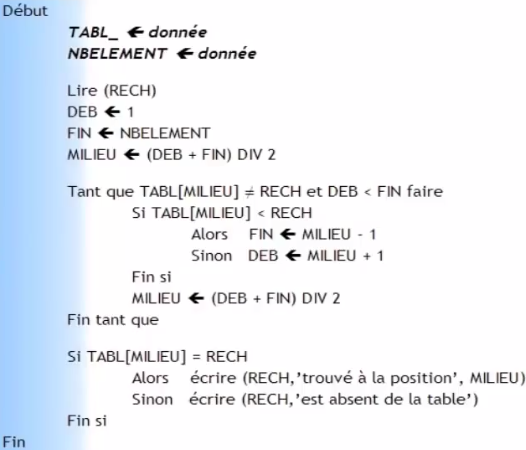 Début
TABL_ 🡸 donnée
NBELEMENT 🡸 donnée
Lire (RECH)
DEB 🡸 1
FIN 🡸 NBELEMENT
MILIEU 🡸 (DEB + FIN) DIV 2
Tant que TABL[MILIEU] ≠ RECH et DEB < FIN faire
Si TABL[MILIEU] < RECH
Alors FIN 🡸 MILIEU - 1
Sinon DEB 🡸 MILIEU + 1
Fin si
MILIEU 🡸 (DEB + FIN) DIV 2
Fin tant que
Si TABL[MILIEU] = RECH
Alors écrire (RECH,'trouvé à la position', MILIEU)
Sinon écrire (RECH,'est absent de la table')
Fin si
Fin